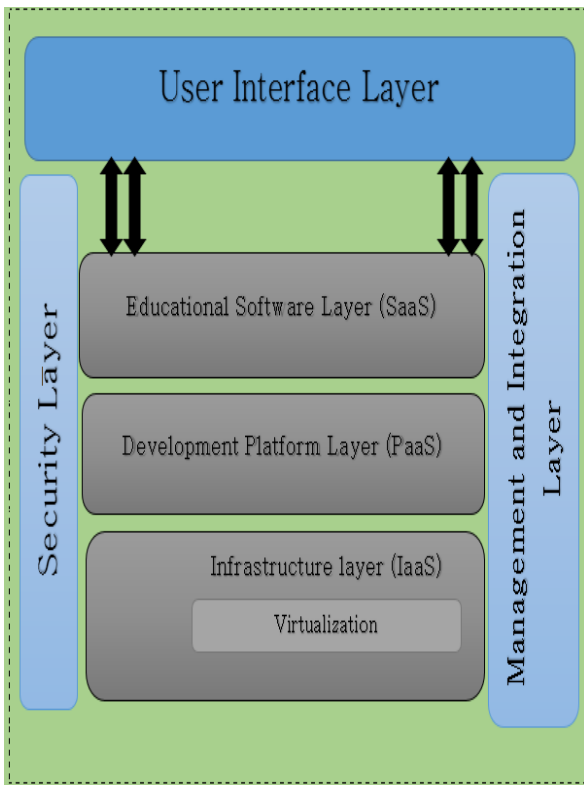 User Interface Layer
Security Layer
Educational Software Layer (SaaS)
Development Platform Layer (PaaS)
Infrastructure layer (IaaS)
Virtualization
Management and Integration
Layer